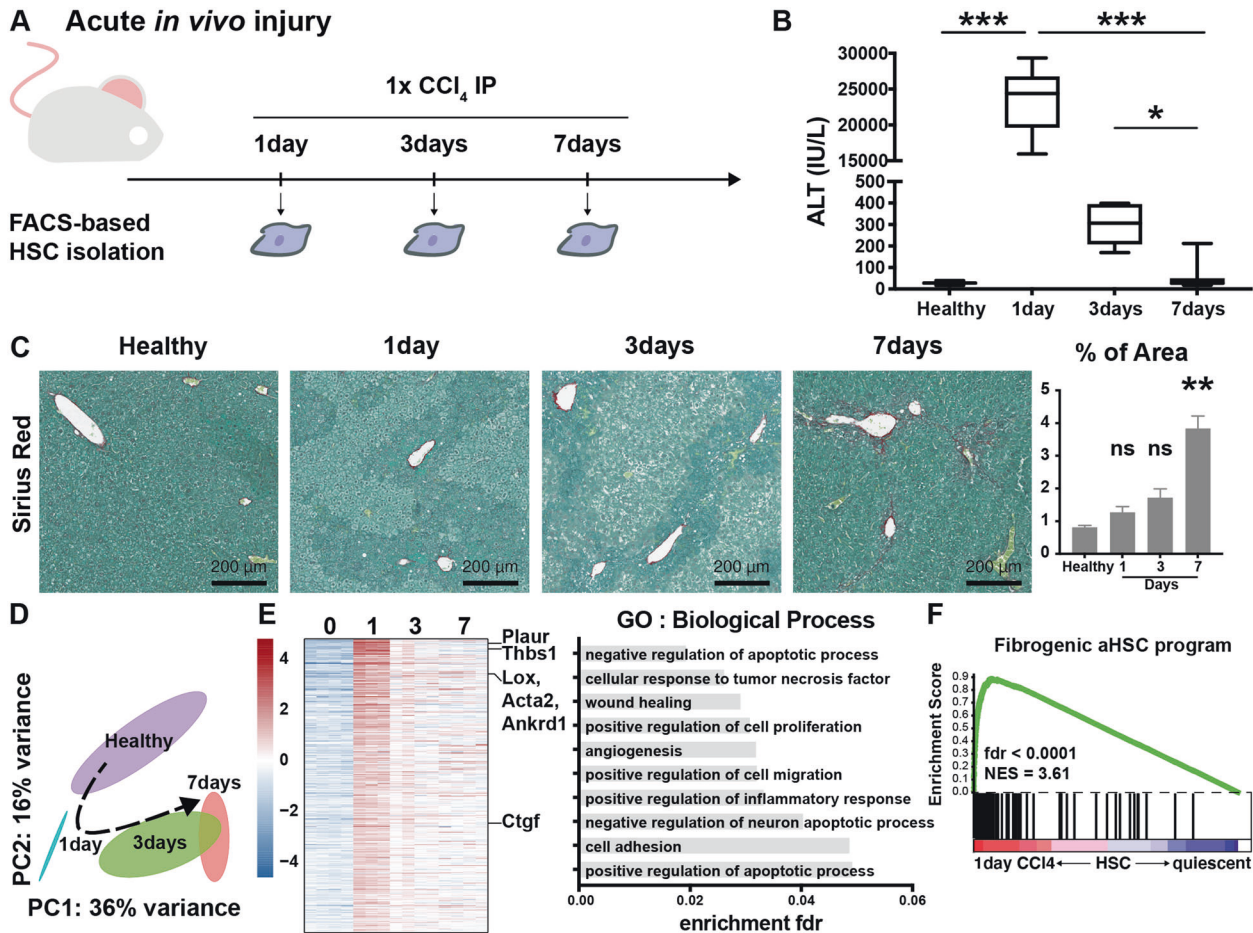 A Acute in vivo injury
1x CCl4 IP
1day 3days 7days
FACS-based
HSC isolation
B
*** ***
*
ALT (IU/L)
30000
25000
20000
15000
500
400
300
200
100
0
Healthy 1day 3days 7days
C Healthy 1day 3days 7days
Sirius Red
200 µm 200 µm 200 µm 200 µm
% of Area
5
4
3
2
1
0
ns ns **
Healthy 1 3 7
Days
D
PC2: 16% variance
Healthy
7days
1day 3days
PC1: 36% variance
E
4
2
0
−2
−4
0 1 3 7
Plaur
Thbs1
Lox,
Acta2,
Ankrd1
Ctgf
GO : Biological Process
negative regulation of apoptotic process
cellular response to tumor necrosis factor
wound healing
positive regulation of cell proliferation
angiogenesis
positive regulation of cell migration
positive regulation of inflammatory response
negative regulation of neuron apoptotic process
cell adhesion
positive regulation of apoptotic process
0.00 0.02 0.04 0.06
enrichment fdr
F
Fibrogenic aHSC program
Enrichment Score
0.9
0.8
0.7
0.6
0.5
0.4
0.3
0.2
0.1
0.0
fdr < 0.0001
NES = 3.61
1day CCl4 HSC quiescent